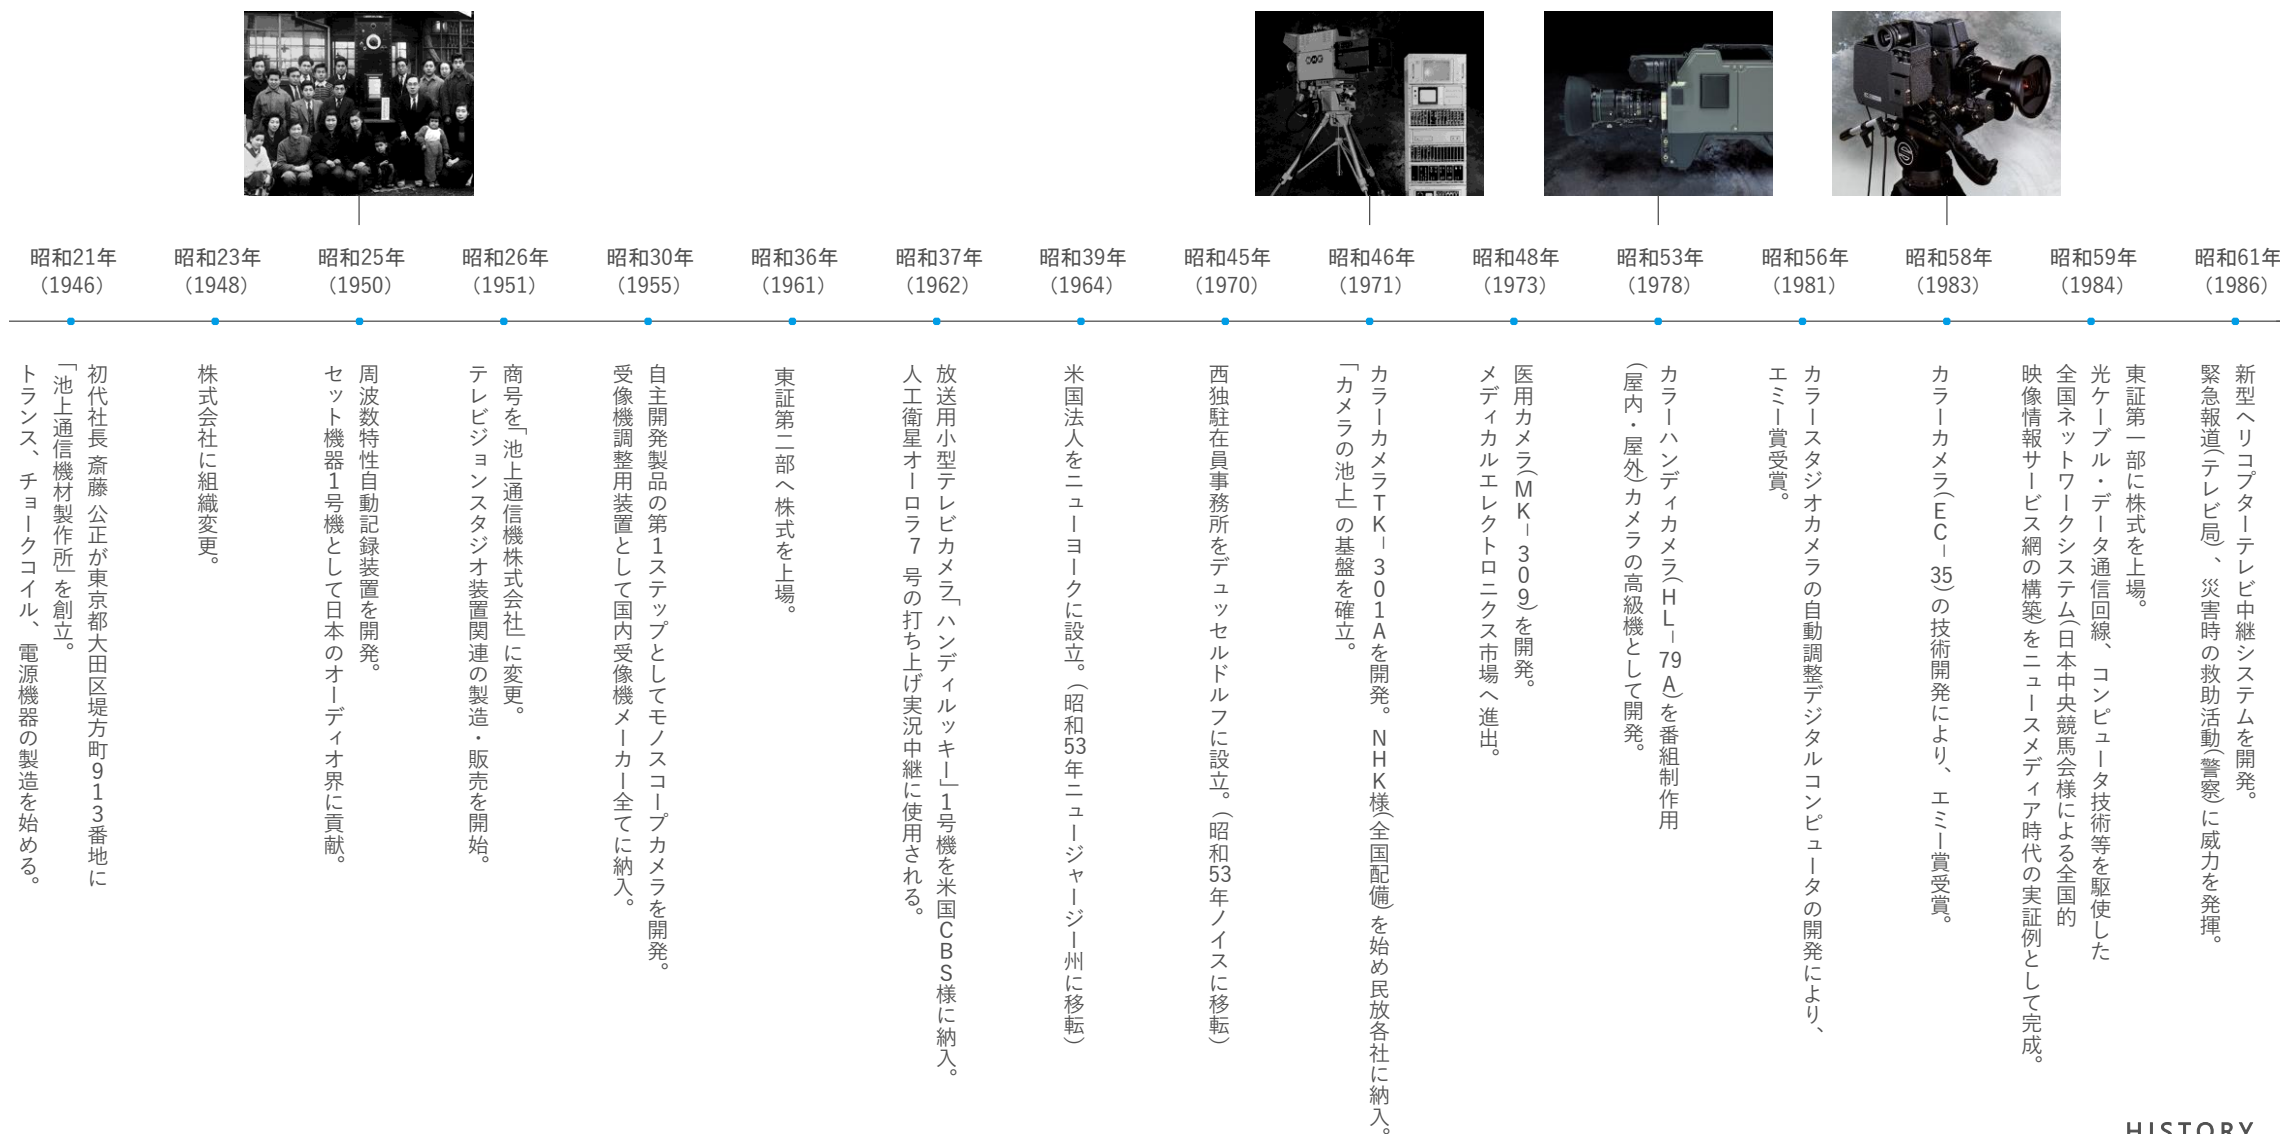 昭和21年
（1946）
初代社長 斎藤 公正が東京都大田区堤方町９１３番地に
「池上通信機材製作所」を創立。
トランス、チョークコイル、電源機器の製造を始める。
昭和23年
（1948）
株式会社に組織変更。
昭和25年
（1950）
周波数特性自動記録装置を開発。
セット機器１号機として日本のオーディオ界に貢献。
昭和26年
（1951）
商号を「池上通信機株式会社」に変更。
テレビジョンスタジオ装置関連の製造・販売を開始。
昭和30年
（1955）
自主開発製品の第１ステップとしてモノスコープカメラを開発。
受像機調整用装置として国内受像機メーカー全てに納入。
昭和36年
（1961）
東証第二部へ株式を上場。
昭和37年
（1962）
放送用小型テレビカメラ「ハンディルッキー」１号機を米国ＣＢＳ様に納入。
人工衛星オーロラ７号の打ち上げ実況中継に使用される。
昭和39年
（1964）
米国法人をニューヨークに設立。（昭和53年ニュージャージー州に移転）
昭和45年
（1970）
西独駐在員事務所をデュッセルドルフに設立。（昭和53年ノイスに移転）
昭和46年
（1971）
カラーカメラＴＫ－３０１Ａを開発。ＮＨＫ様（全国配備）を始め民放各社に納入。
「カメラの池上」の基盤を確立。
昭和48年
（1973）
医用カメラ（ＭＫ－３０９）を開発。
メディカルエレクトロニクス市場へ進出。
昭和53年
（1978）
カラーハンディカメラ（ＨＬ－79Ａ）を番組制作用
（屋内・屋外）カメラの高級機として開発。
昭和56年
（1981）
カラースタジオカメラの自動調整デジタルコンピュータの開発により、
エミー賞受賞。
昭和58年
（1983）
カラーカメラ（ＥＣ－35）の技術開発により、エミー賞受賞。
昭和59年
（1984）
東証第一部に株式を上場。
光ケーブル・データ通信回線、コンピュータ技術等を駆使した
全国ネットワークシステム（日本中央競馬会様による全国的
映像情報サービス網の構築）をニュースメディア時代の実証例として完成。
昭和61年
（1986）
新型ヘリコプターテレビ中継システムを開発。
緊急報道（テレビ局）、災害時の救助活動（警察）に威力を発揮。
HISTORY